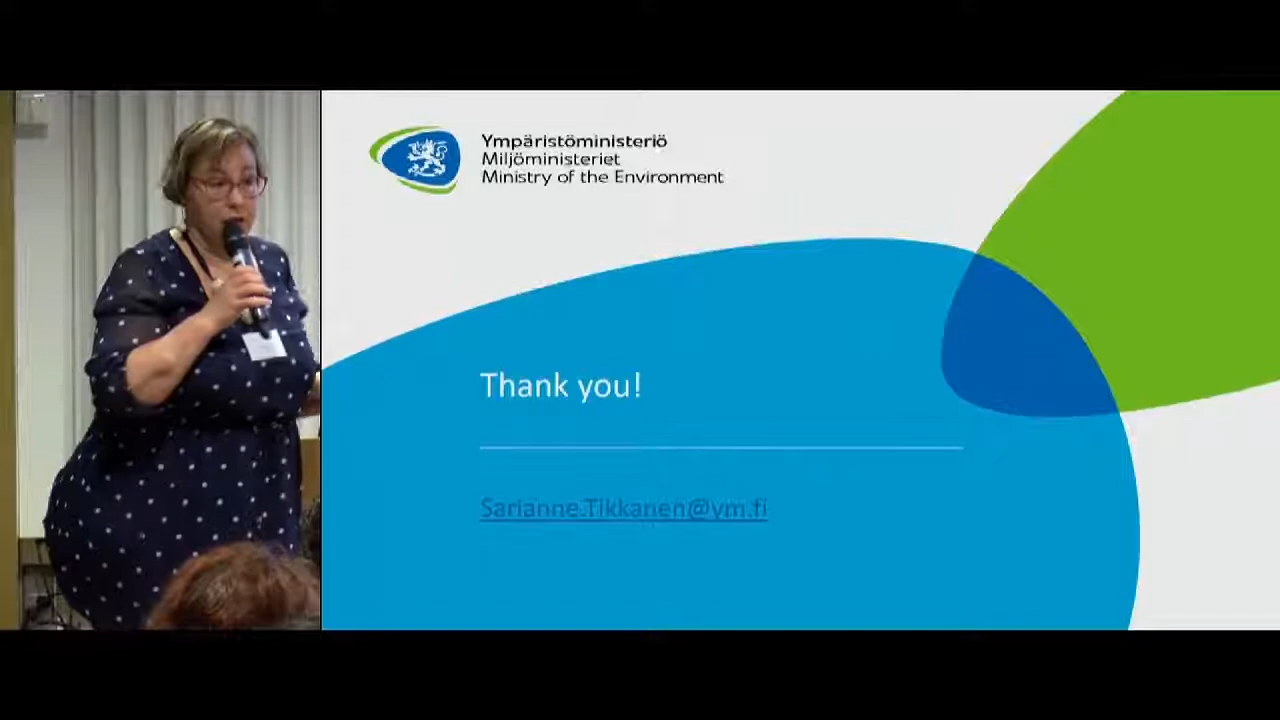 Ympäristöministeriö
Miljöministeriet
Ministry of the Environment
Thank you!
Sarianne.Tikkanen@ym.fi